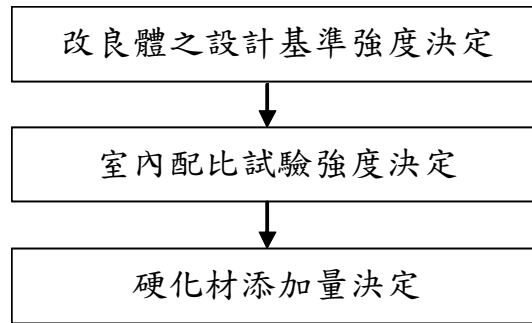 改良體之設計基準強度決定
室內配比試驗強度決定
硬化材添加量決定